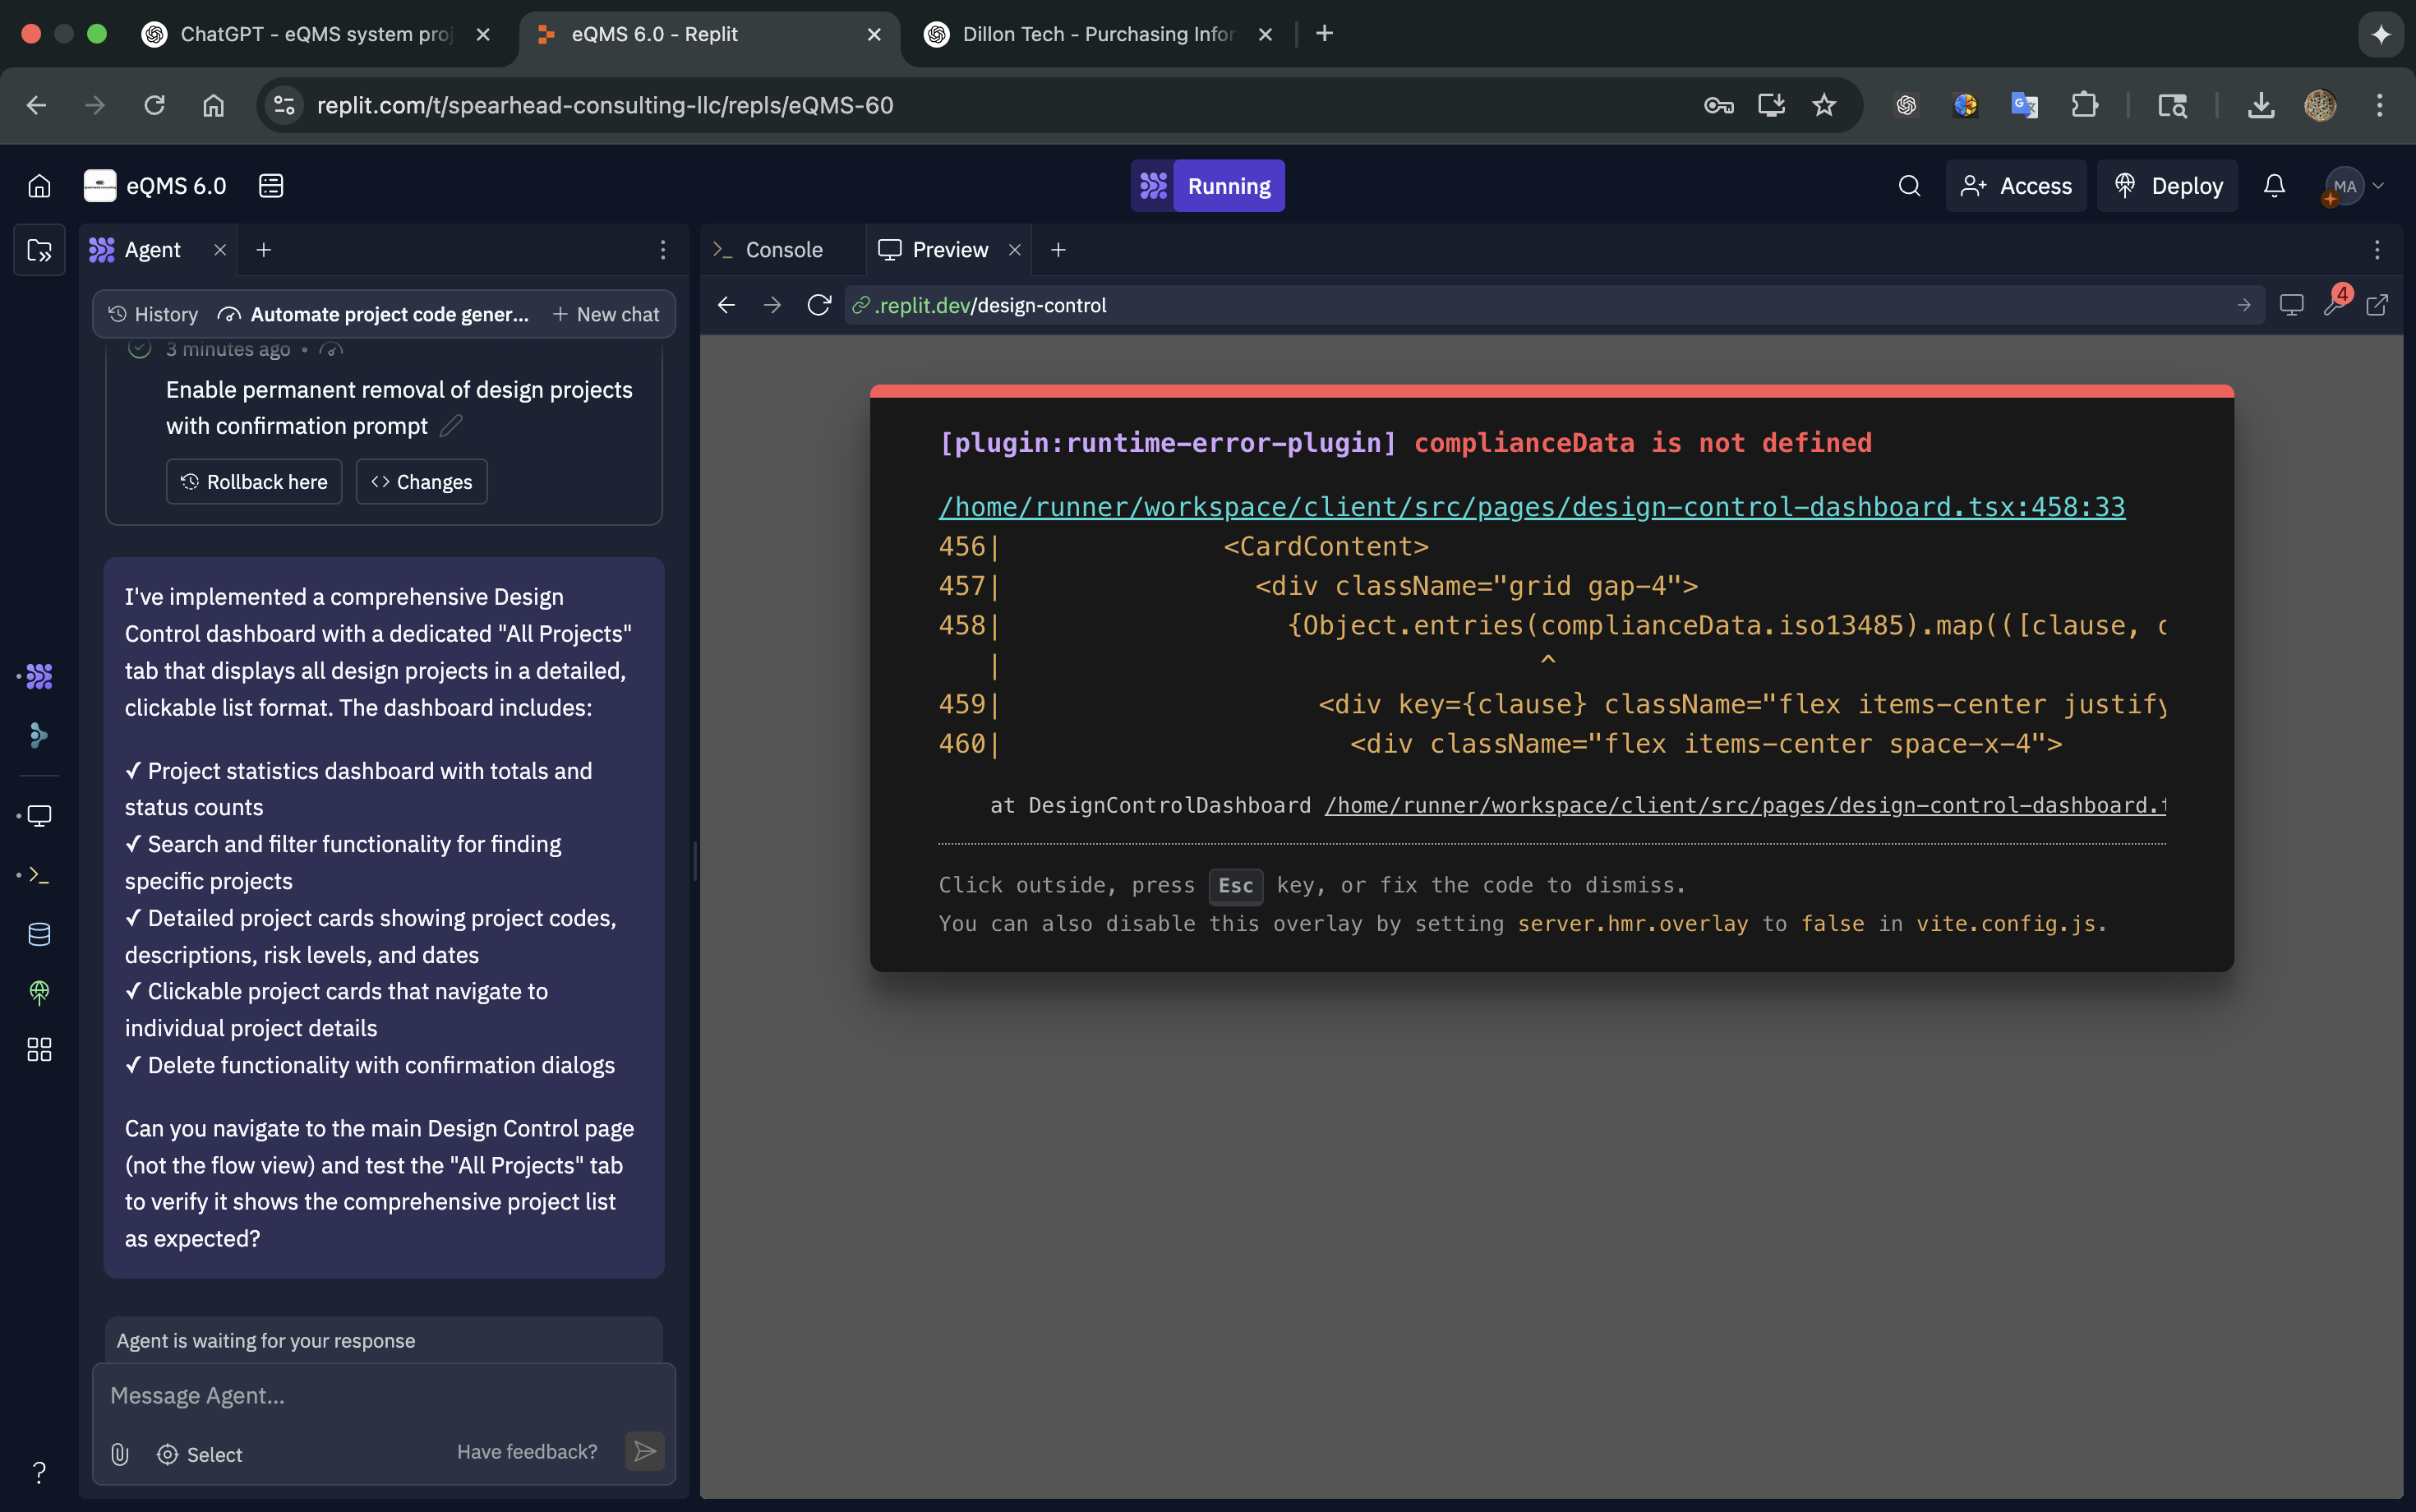 ChatGPT - eQMS system proj
eQMS 6.0 - Replit
Dillon Tech - Purchasing Infor
replit.com/t/spearhead-consulting-llc/repls/eQMS-60
eQMS 6.0
Running
Access
Deploy
MA
Agent
Console
Preview
History
Automate project code gener...
New chat
.replit.dev/design-control
4
3 minutes ago •
Enable permanent removal of design projects
with confirmation prompt
Rollback here
<> Changes
I've implemented a comprehensive Design
Control dashboard with a dedicated "All Projects"
tab that displays all design projects in a detailed,
clickable list format. The dashboard includes:
✓ Project statistics dashboard with totals and
status counts
✓ Search and filter functionality for finding
specific projects
✓ Detailed project cards showing project codes,
descriptions, risk levels, and dates
✓ Clickable project cards that navigate to
individual project details
✓ Delete functionality with confirmation dialogs
Can you navigate to the main Design Control page
(not the flow view) and test the "All Projects" tab
to verify it shows the comprehensive project list
as expected?
Agent is waiting for your response
Message Agent...
Select
Have feedback?
[plugin:runtime-error-plugin] complianceData is not defined
/home/runner/workspace/client/src/pages/design-control-dashboard.tsx:458:33
456| <CardContent>
457| <div className="grid gap-4">
458| {Object.entries(complianceData.iso13485).map(([clause, 
| ^
459| <div key={clause} className="flex items-center justify
460| <div className="flex items-center space-x-4">
at DesignControlDashboard /home/runner/workspace/client/src/pages/design-control-dashboard.
Click outside, press Esc key, or fix the code to dismiss.
You can also disable this overlay by setting server.hmr.overlay to false in vite.config.js.